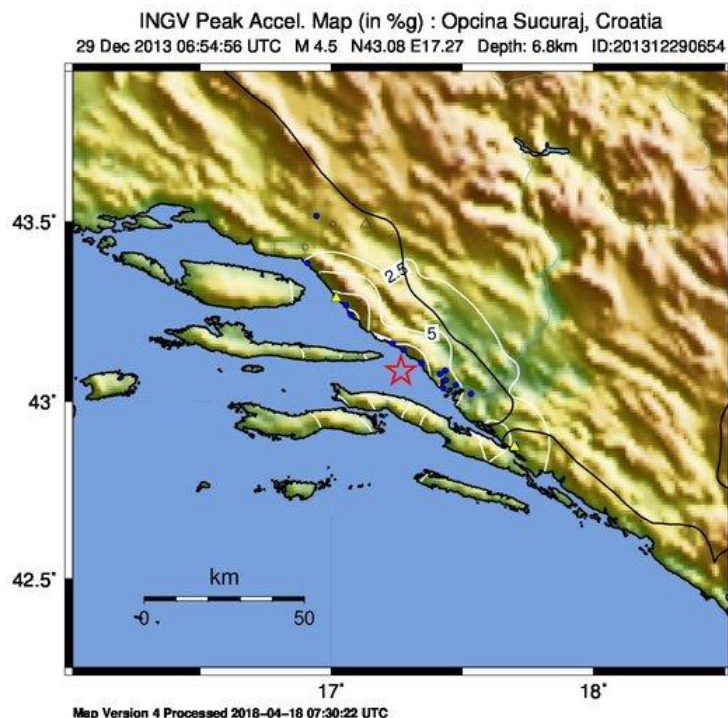 INGV Peak Accel. Map (in %g) : Opcina Sucuraj, Croatia
29 Dec 2013 06:54:56 UTC M 4.5 N43.08 E17.27 Depth: 6.8km ID:201312290654
43.5°
2.5
5
43°
42.5°
km
0 50
17° 18°
Map Version 4 Processed 2018-04-18 07:30:22 UTC